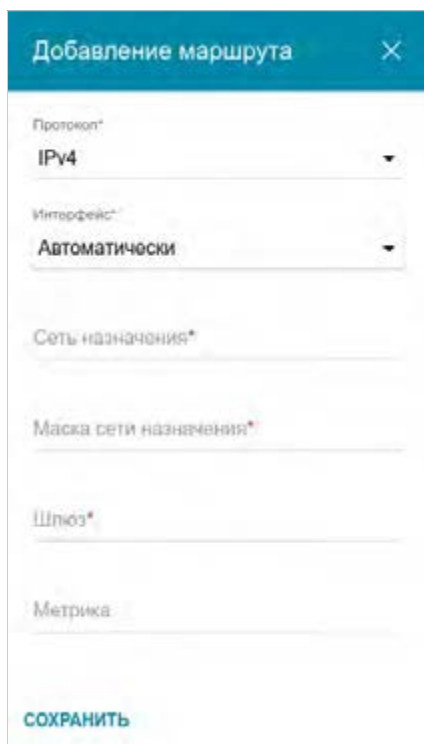 Добавление маршрута
Протокол*
IPv4
Интерфейс*
Автоматически
Сеть назначения*
Маска сети назначения*
Шлюз*
Метрика
СОХРАНИТЬ